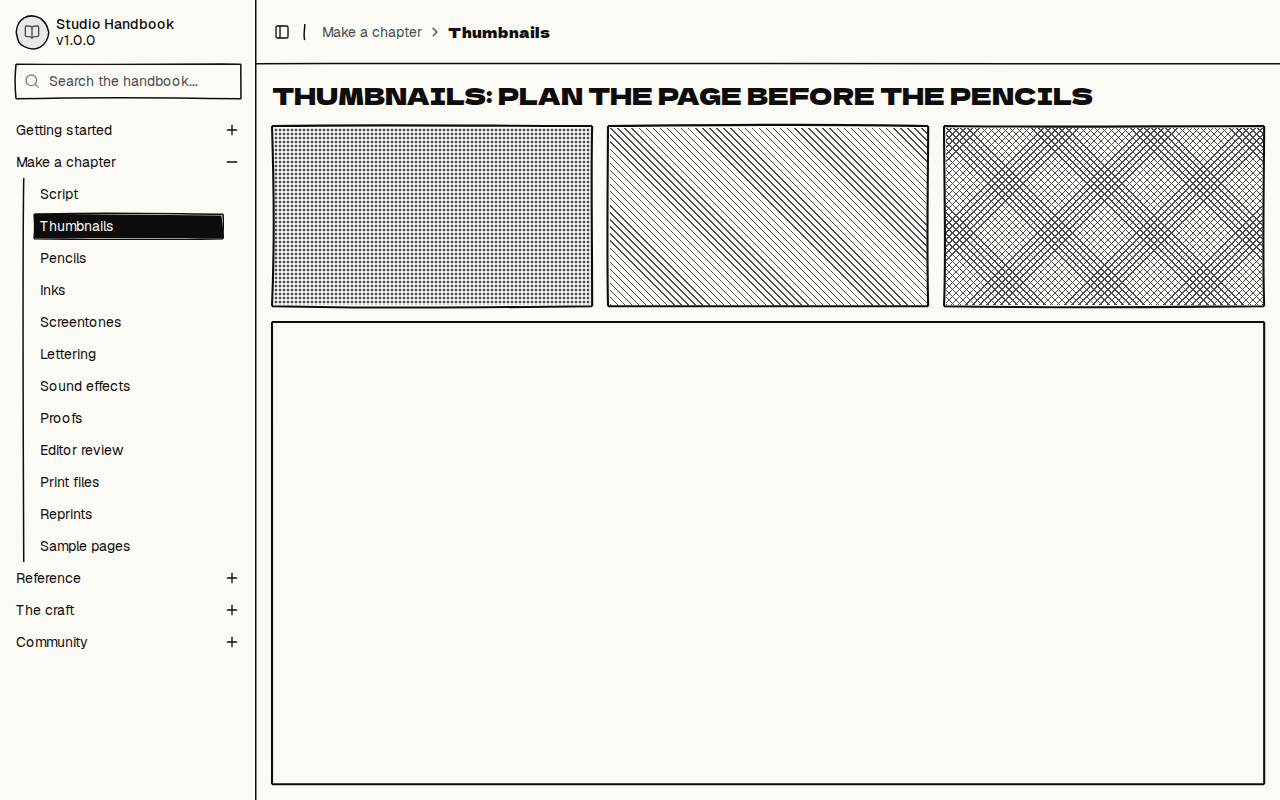 Studio Handbook
v1.0.0
Search the handbook...
Getting started
Make a chapter
Script
Thumbnails
Pencils
Inks
Screentones
Lettering
Sound effects
Proofs
Editor review
Print files
Reprints
Sample pages
Reference
The craft
Community
Make a chapter > Thumbnails
THUMBNAILS: PLAN THE PAGE BEFORE THE PENCILS